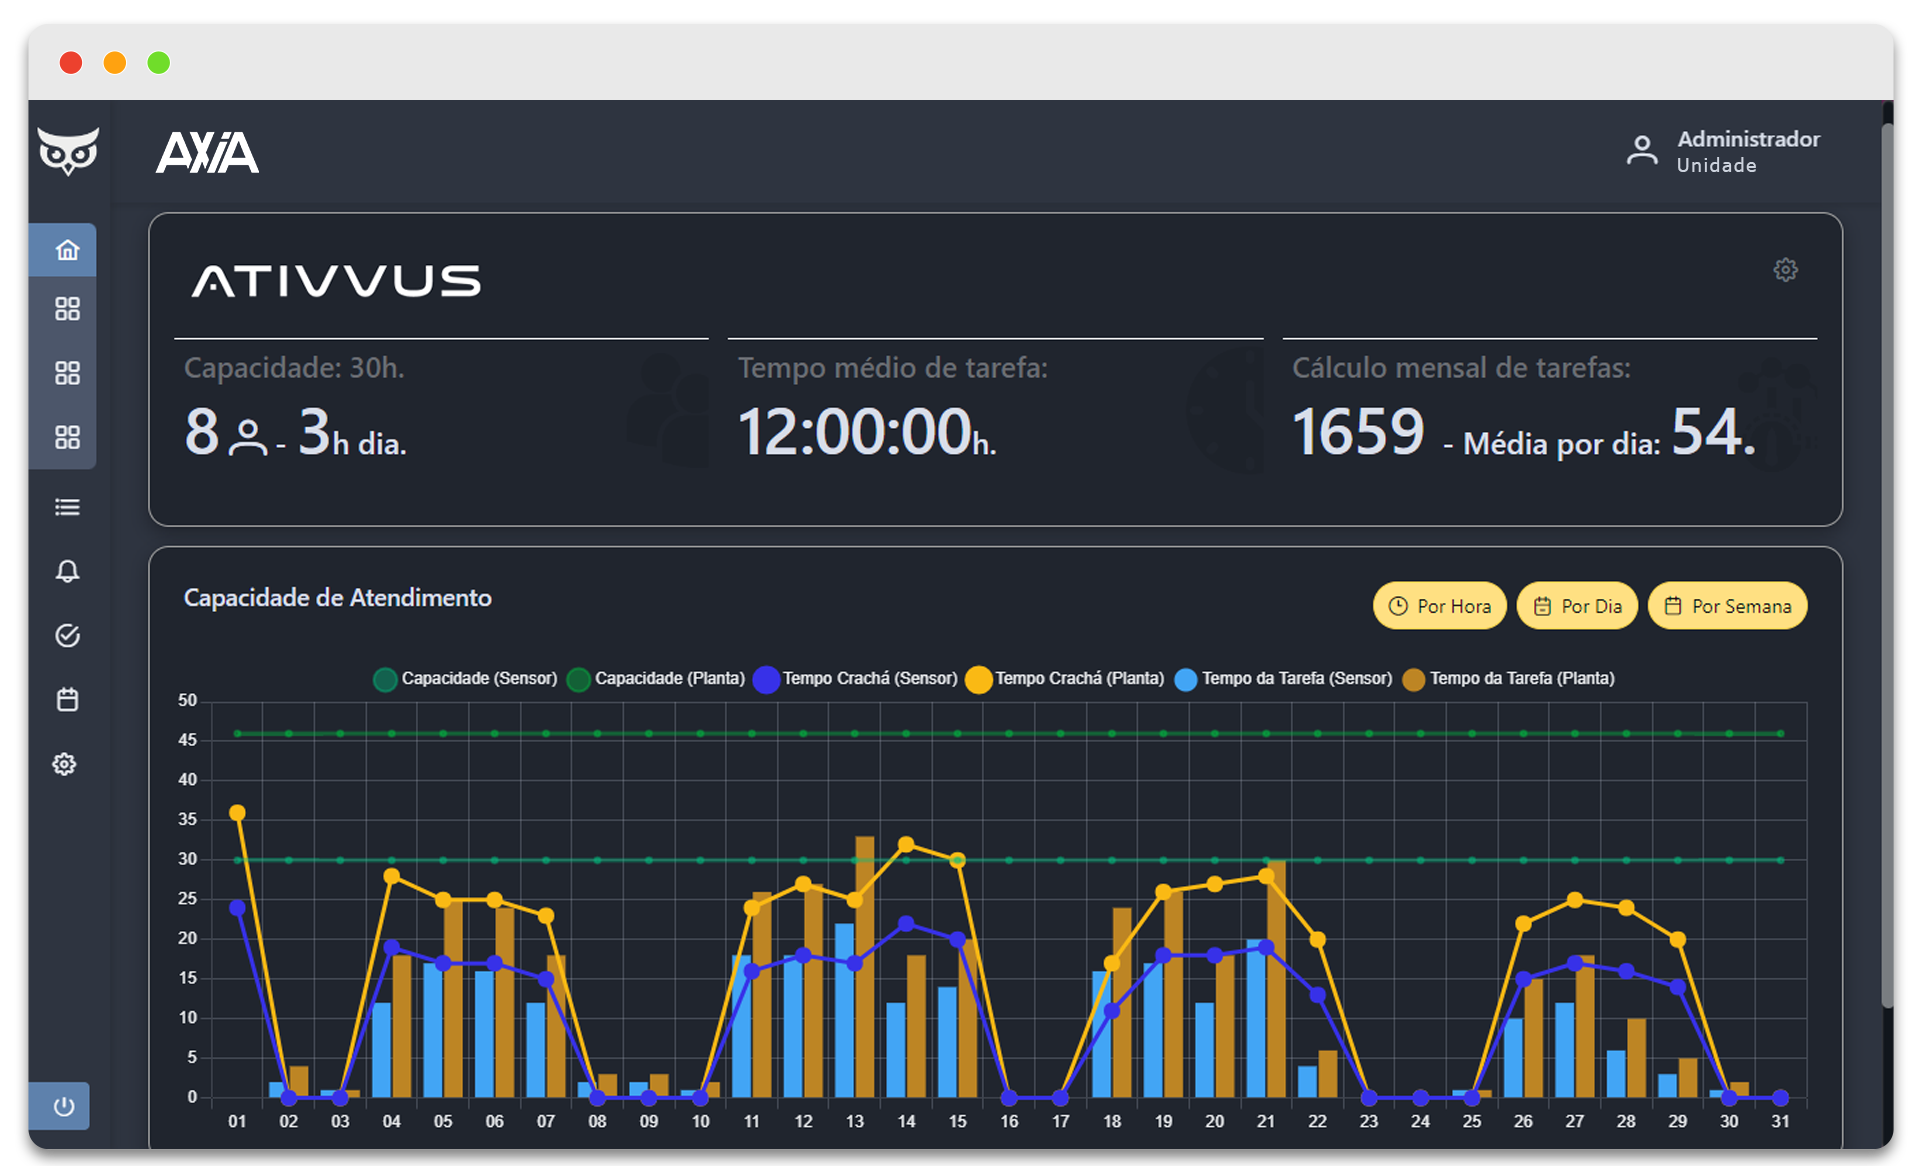 AXIA
Administrador
Unidade
ATIVVUS
Capacidade: 30h.
8 - 3h dia.
Tempo médio de tarefa:
12:00:00h.
Cálculo mensal de tarefas:
1659 - Média por dia: 54.
Capacidade de Atendimento
Por Hora Por Dia Por Semana
Capacidade (Sensor) Capacidade (Planta) Tempo Crachá (Sensor) Tempo Crachá (Planta) Tempo da Tarefa (Sensor) Tempo da Tarefa (Planta)
50
45
40
35
30
25
20
15
10
5
0
01 02 03 04 05 06 07 08 09 10 11 12 13 14 15 16 17 18 19 20 21 22 23 24 25 26 27 28 29 30 31